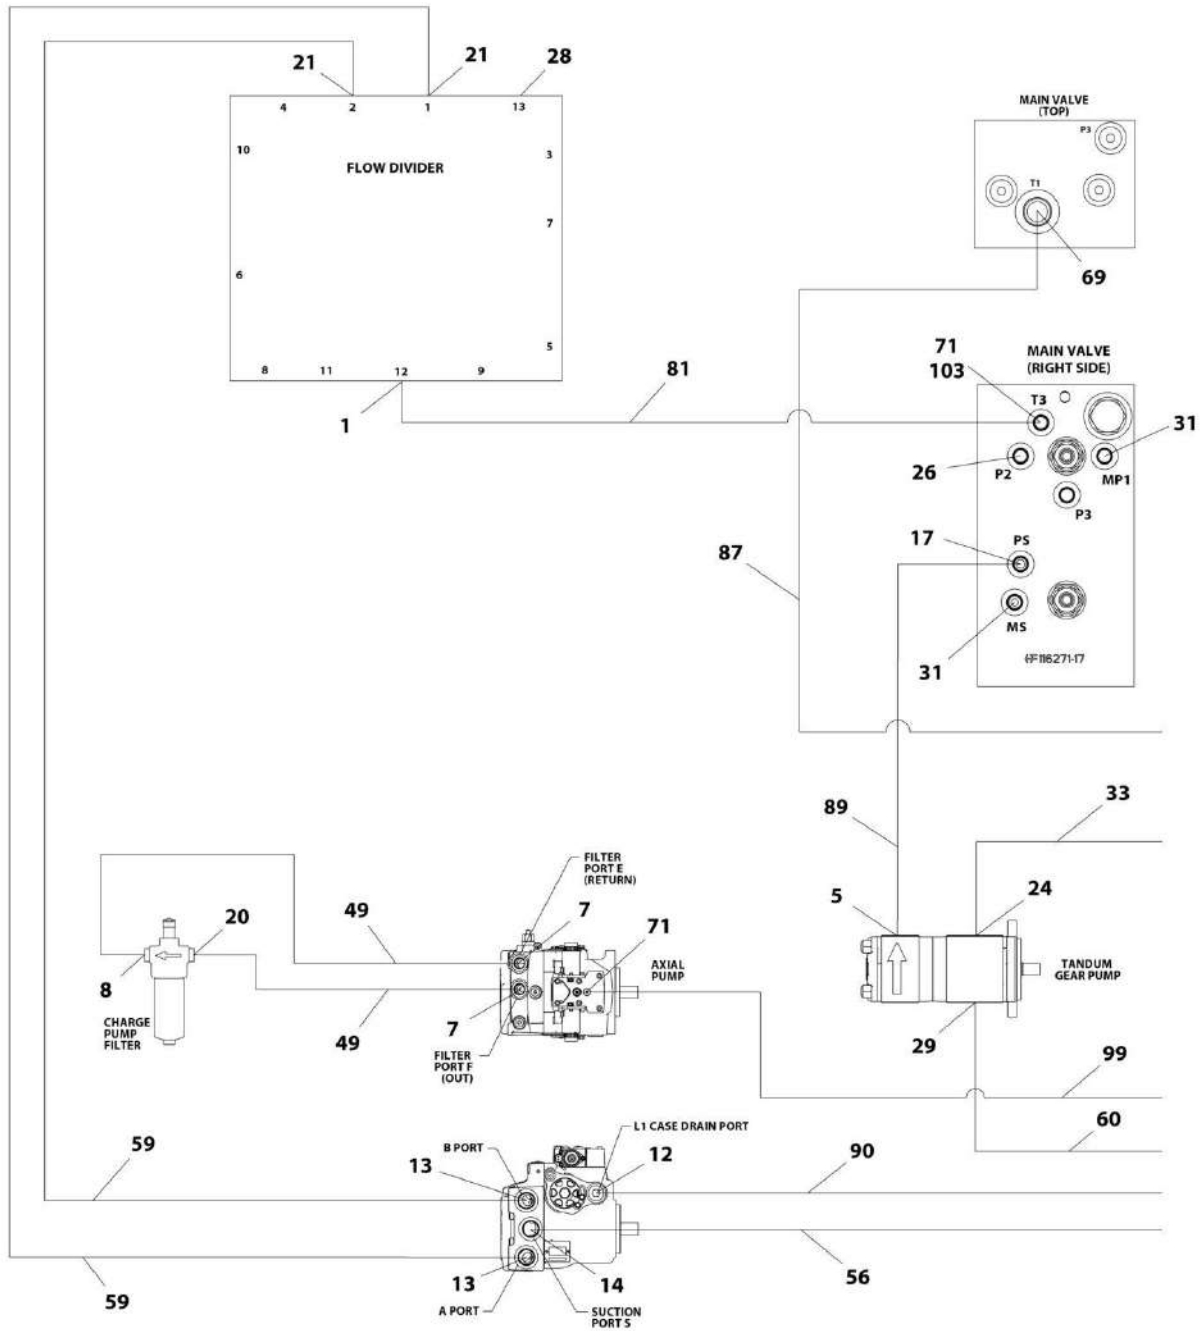 21
21
28
4
2
1
13
10
3
FLOW DIVIDER
7
6
5
8
11
12
9
1
81
MAIN VALVE
(TOP)
P3
T1
69
71
103
MAIN VALVE
(RIGHT SIDE)
T3
31
26
P2
MP1
P3
17
PS
87
MS
31
HF116271-17
89
33
5
24
TANDUM
GEAR PUMP
29
FILTER
PORT E
(RETURN)
7
71
49
20
8
CHARGE
PUMP
FILTER
49
7
AXIAL
PUMP
FILTER
PORT F
(OUT)
99
60
59
B PORT
L1 CASE DRAIN PORT
13
12
90
59
13
14
56
A PORT
SUCTION
PORT S